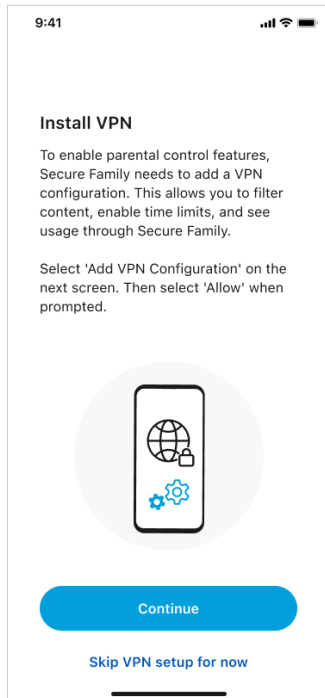 9:41
Install VPN
To enable parental control features,
Secure Family needs to add a VPN
configuration. This allows you to filter
content, enable time limits, and see
usage through Secure Family.
Select 'Add VPN Configuration' on the
next screen. Then select 'Allow' when
prompted.
Continue
Skip VPN setup for now